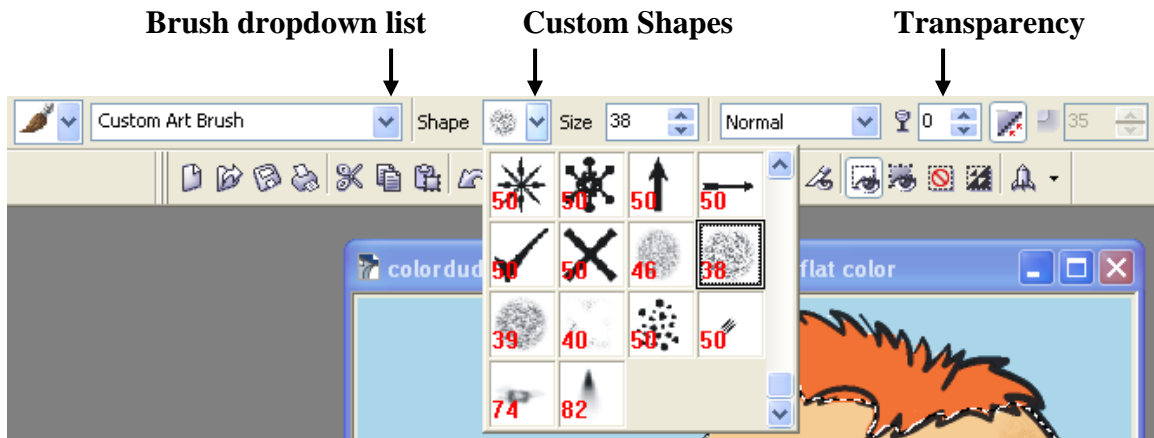 Brush dropdown list Custom Shapes Transparency
Custom Art Brush Shape Size 38 Normal 0 35
50 50 50 50
50 50 46 38
colordud flat color
39 40 50 50
74 82